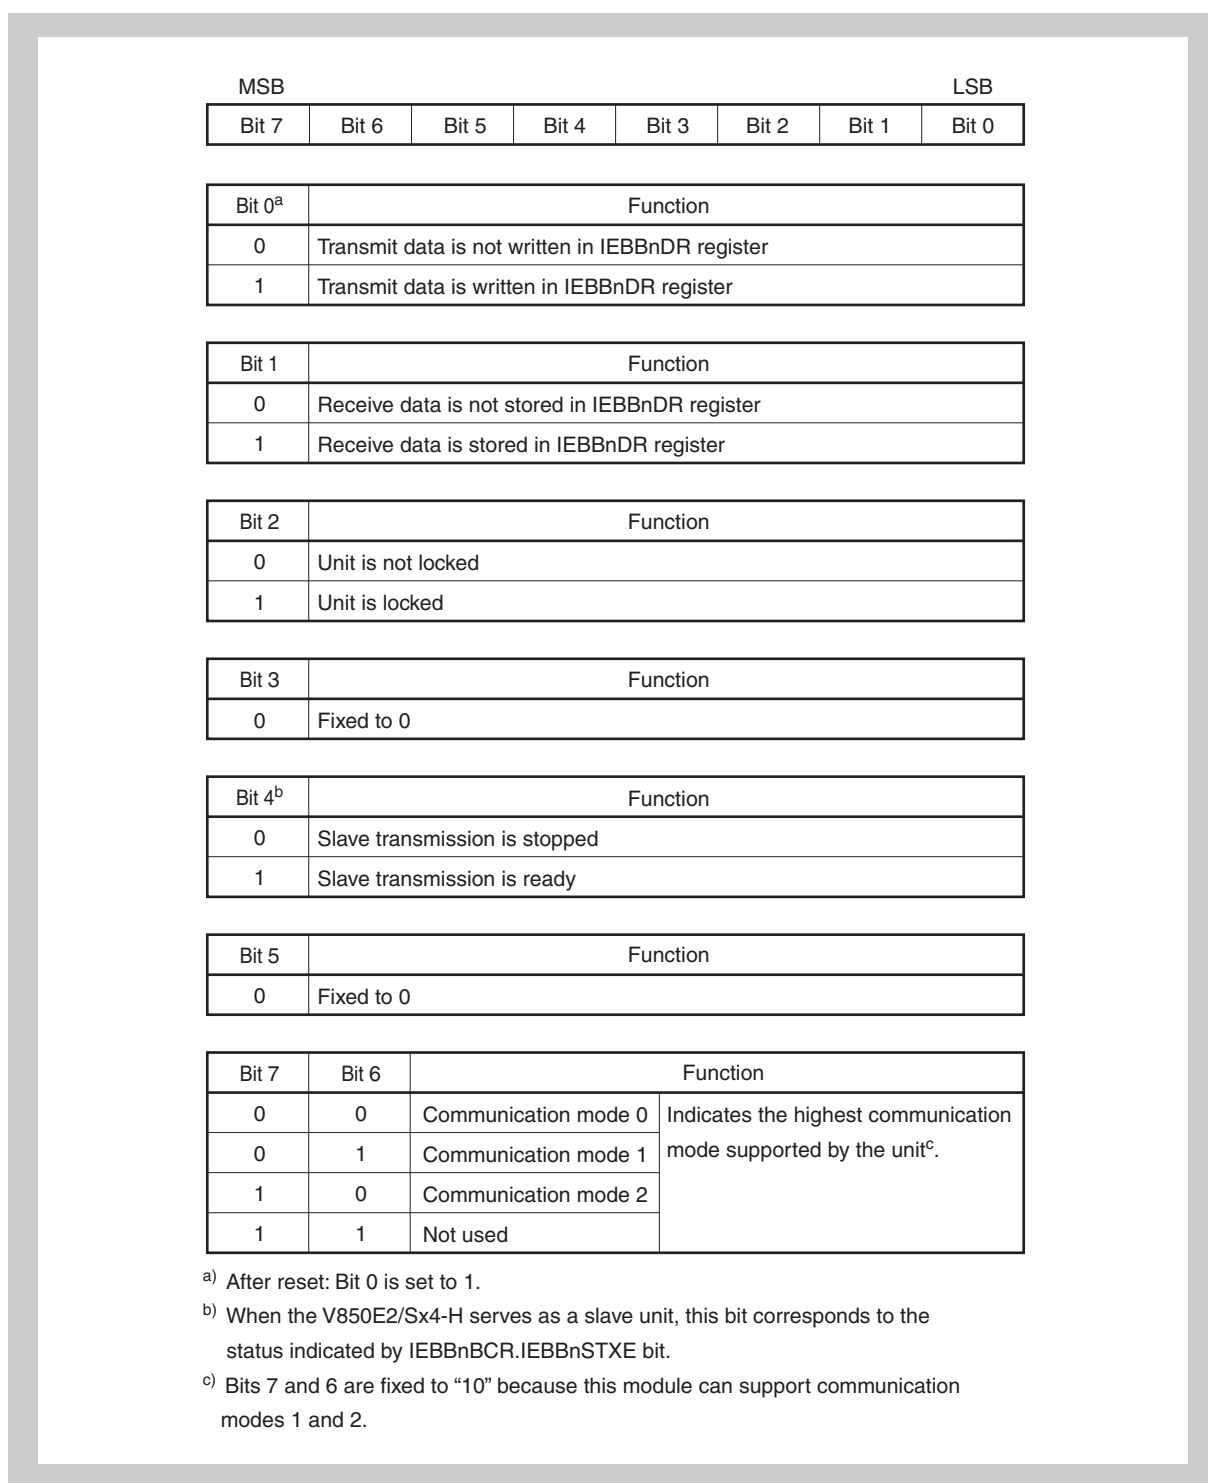 MSB LSB
Bit 7 Bit 6 Bit 5 Bit 4 Bit 3 Bit 2 Bit 1 Bit 0
Bit 0a Function
0 Transmit data is not written in IEBBnDR register
1 Transmit data is written in IEBBnDR register
Bit 1 Function
0 Receive data is not stored in IEBBnDR register
1 Receive data is stored in IEBBnDR register
Bit 2 Function
0 Unit is not locked
1 Unit is locked
Bit 3 Function
0 Fixed to 0
Bit 4b Function
0 Slave transmission is stopped
1 Slave transmission is ready
Bit 5 Function
0 Fixed to 0
Bit 7 Bit 6 Function
0 0 Communication mode 0 Indicates the highest communication
0 1 Communication mode 1 mode supported by the unitc.
1 0 Communication mode 2
1 1 Not used
a) After reset: Bit 0 is set to 1.
b) When the V850E2/Sx4-H serves as a slave unit, this bit corresponds to the
status indicated by IEBBnBCR.IEBBnSTXE bit.
c) Bits 7 and 6 are fixed to “10” because this module can support communication
modes 1 and 2.